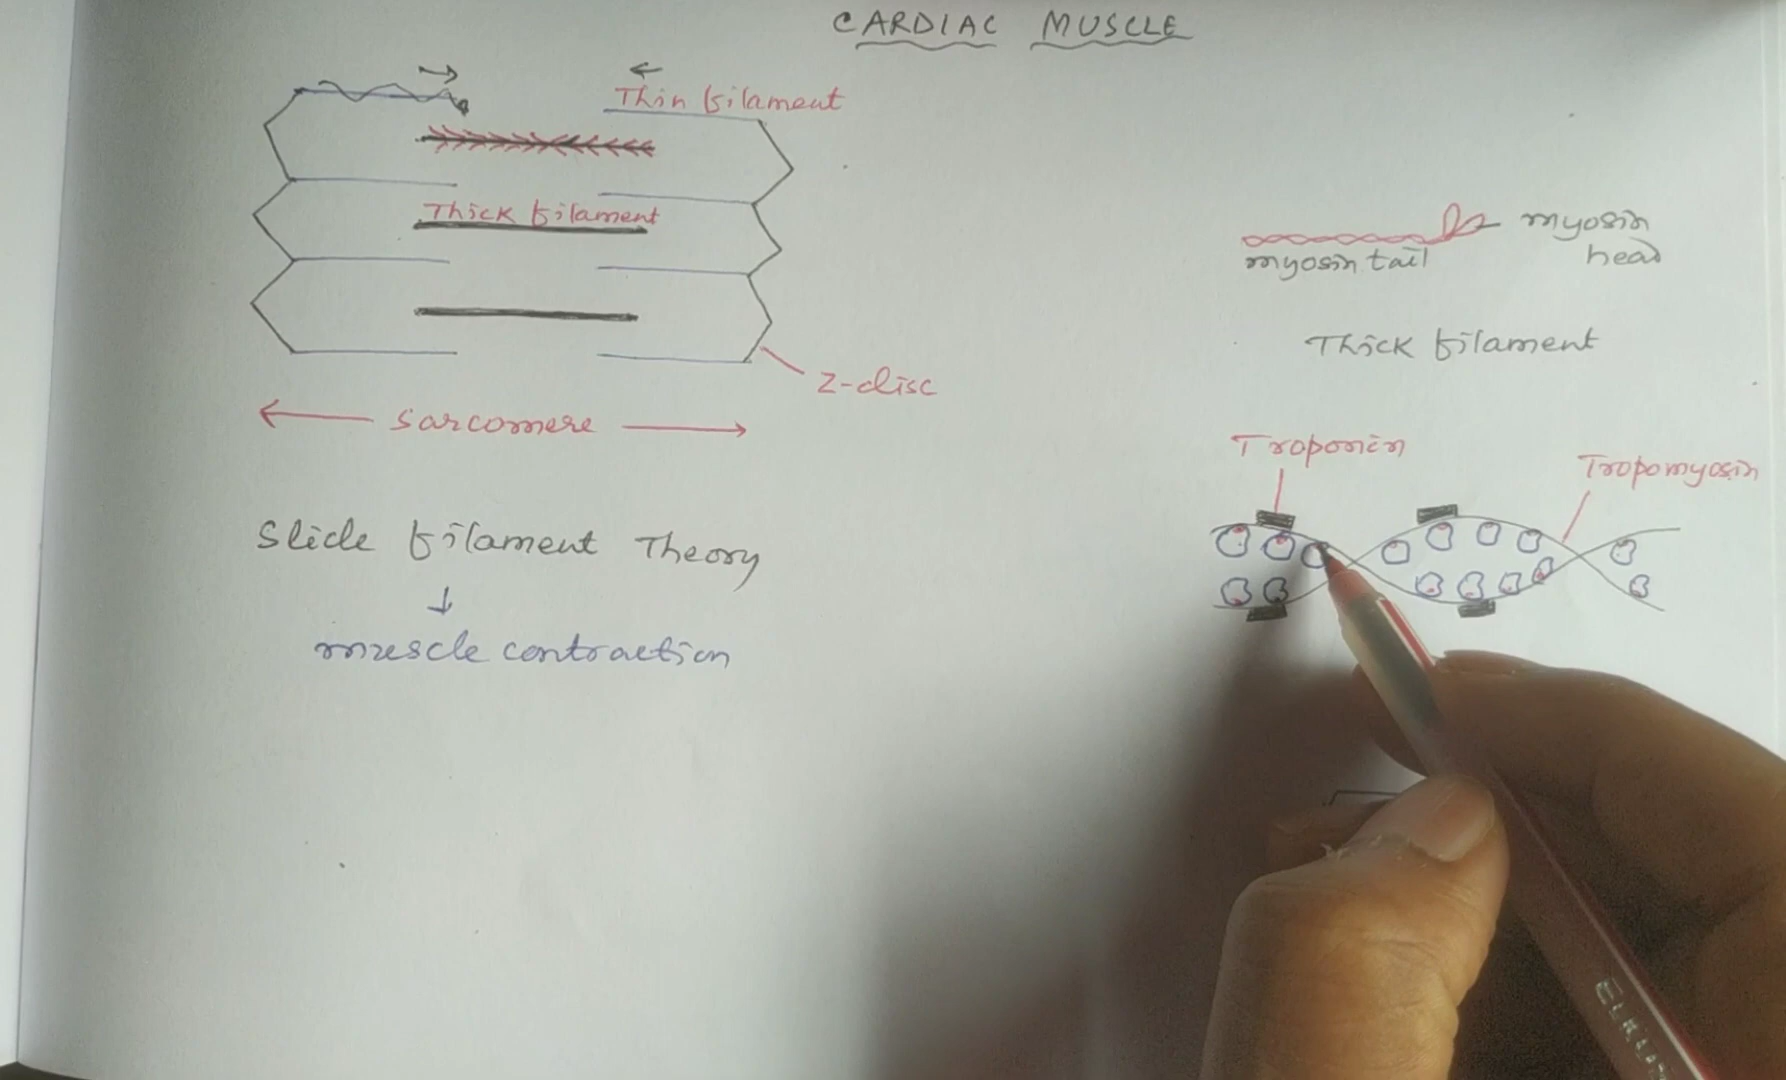 CARDIAC MUSCLE
Thin filament
Thick filament
Z-disc
Sarcomere
Slide filament Theory
muscle contraction
myosin head
myosin tail
Thick filament
Troponin
Tropomyosin